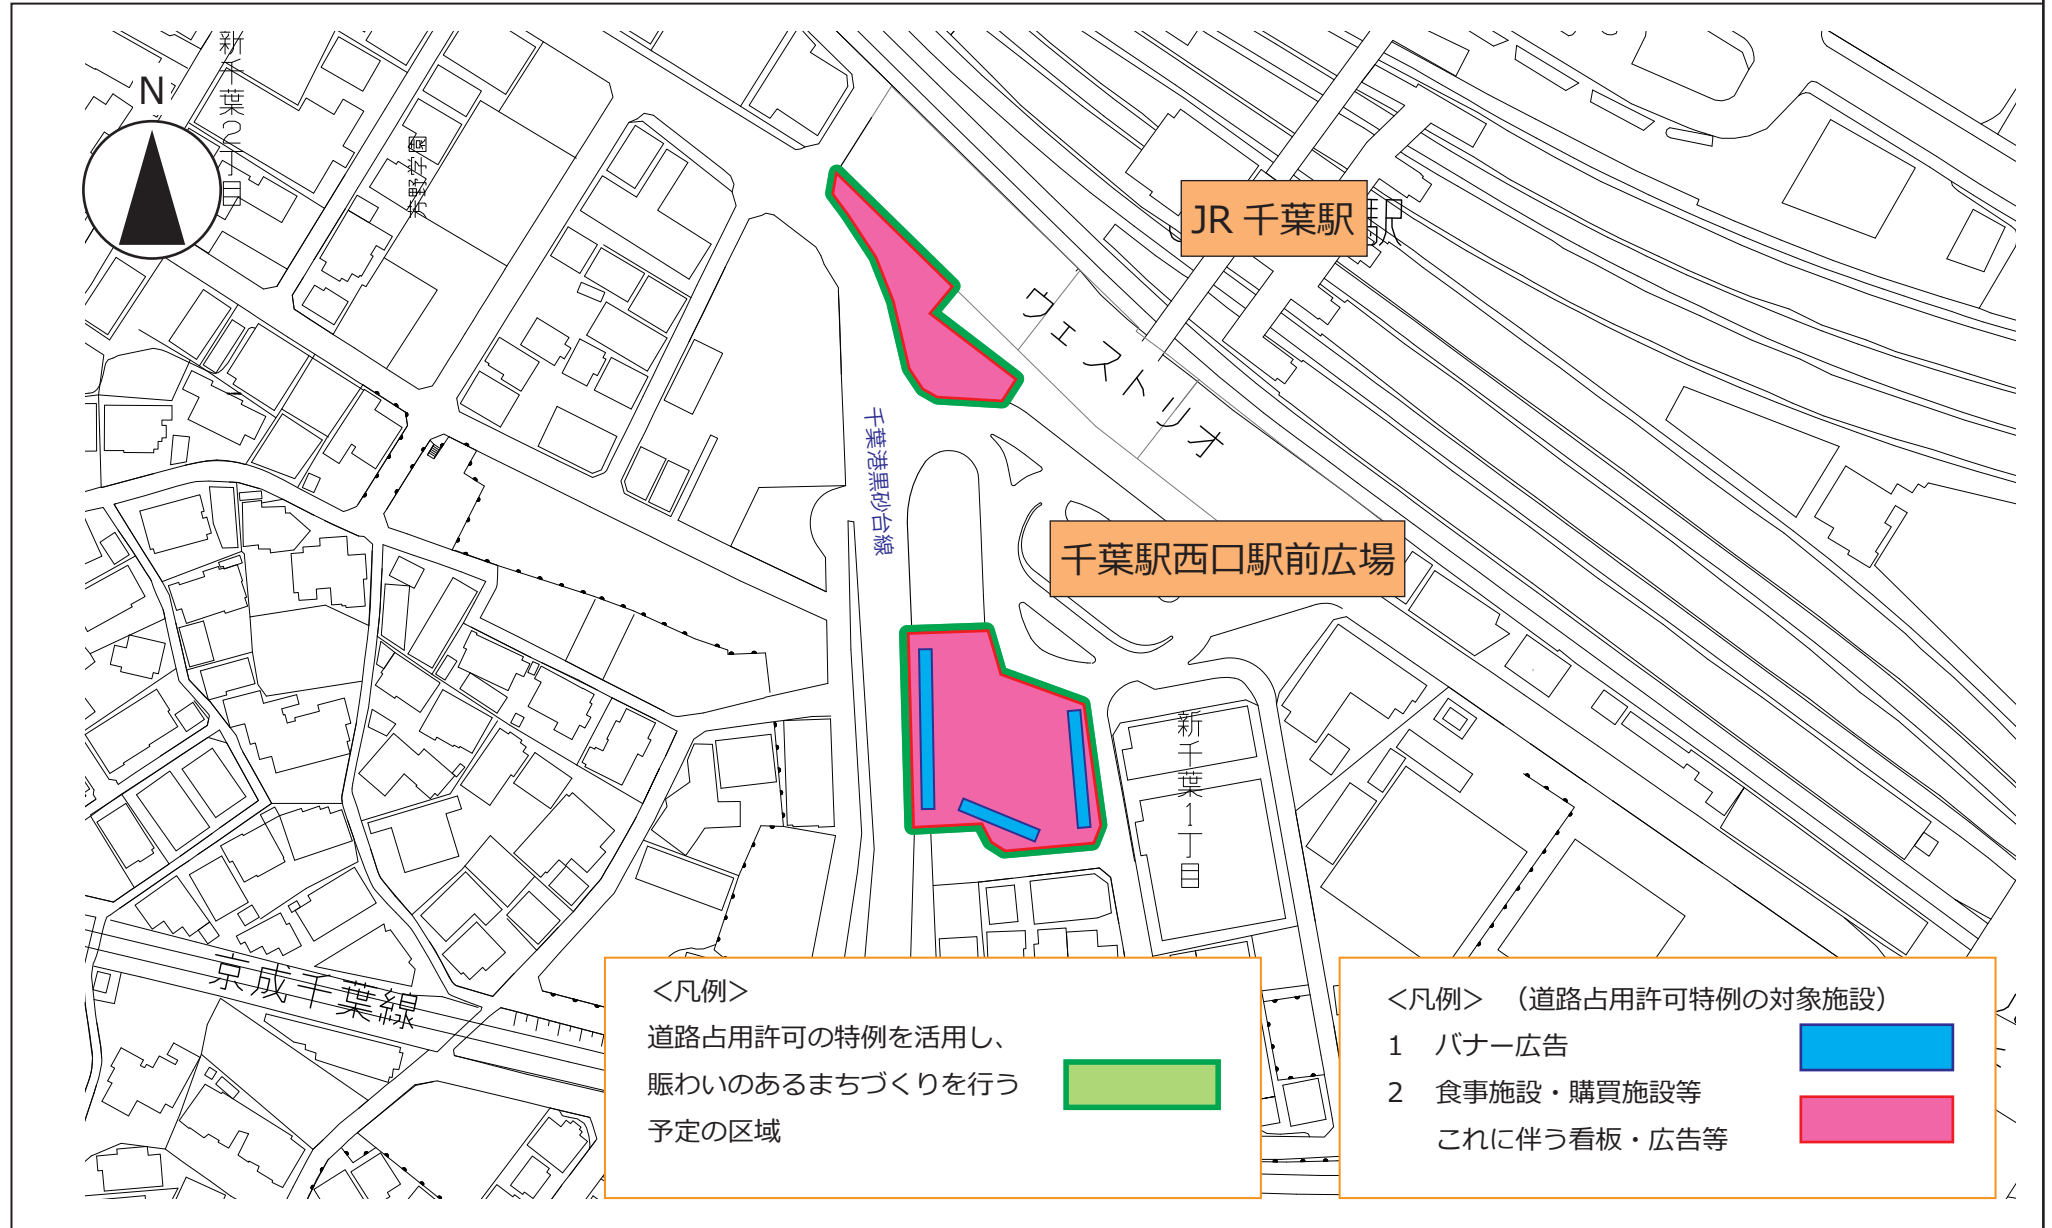 新千葉2丁目
N
芳野学園
JR 千葉駅
駅
ウェストリオ
千葉港黒砂台線
千葉駅西口駅前広場
新千葉1丁目
京成千葉線
<凡例>
道路占用許可の特例を活用し、
賑わいのあるまちづくりを行う
予定の区域
<凡例> (道路占用許可特例の対象施設)
1 バナー広告
2 食事施設・購買施設等
これに伴う看板・広告等